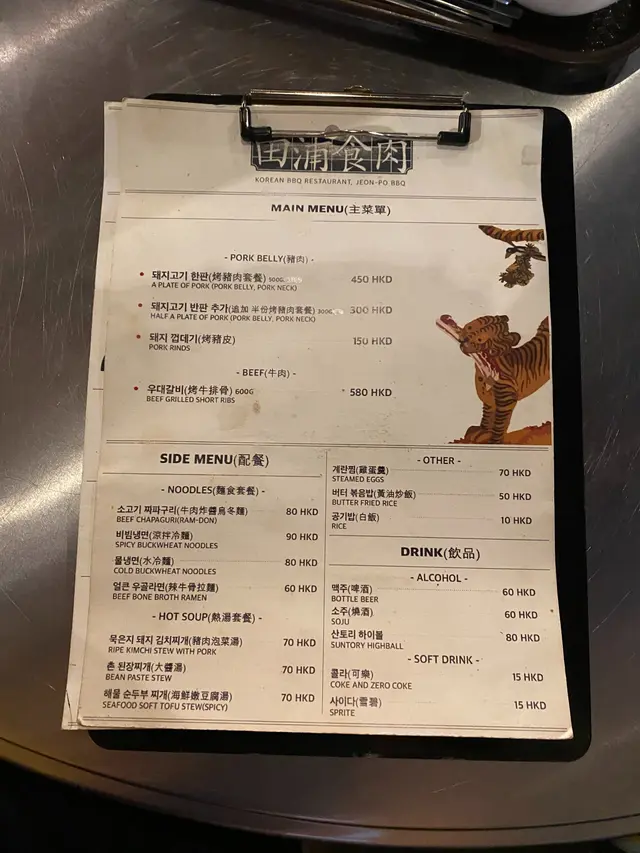 田浦食肉
KOREAN BBQ RESTAURANT, JEON-PO BBQ
MAIN MENU(主菜單)
- PORK BELLY(豬肉) -
돼지고기 한판(烤豬肉套餐) 500G 450 HKD
A PLATE OF PORK (PORK BELLY, PORK NECK)
돼지고기 반판 추가(追加 半份烤豬肉套餐) 300G 300 HKD
HALF A PLATE OF PORK (PORK BELLY, PORK NECK)
돼지 껍데기(烤豬皮) 150 HKD
PORK RINDS
- BEEF(牛肉) -
우대갈비(烤牛排骨) 600G 580 HKD
BEEF GRILLED SHORT RIBS
SIDE MENU(配餐)
- NOODLES(麵食套餐) -
소고기 짜파구리(牛肉炸醬烏冬麵) 80 HKD
BEEF CHAPAGURI(RAM-DON)
비빔냉면(涼拌冷麵) 90 HKD
SPICY BUCKWHEAT NOODLES
물냉면(水冷麵) 80 HKD
COLD BUCKWHEAT NOODLES
얼큰 우골라면(辣牛骨拉麵) 60 HKD
BEEF BONE BROTH RAMEN
- HOT SOUP(熱湯套餐) -
묵은지 돼지 김치찌개(豬肉泡菜湯) 70 HKD
RIPE KIMCHI STEW WITH PORK
촌 된장찌개(大醬湯) 70 HKD
BEAN PASTE STEW
해물 순두부 찌개(海鮮嫩豆腐湯) 70 HKD
SEAFOOD SOFT TOFU STEW(SPICY)
- OTHER -
계란찜(雞蛋羹) 70 HKD
STEAMED EGGS
버터 볶음밥(黃油炒飯) 50 HKD
BUTTER FRIED RICE
공기밥(白飯) 10 HKD
RICE
DRINK(飲品)
- ALCOHOL -
맥주(啤酒) 60 HKD
BOTTLE BEER
소주(燒酒) 60 HKD
SOJU
산토리 하이볼 80 HKD
SUNTORY HIGHBALL
- SOFT DRINK -
콜라(可樂) 15 HKD
COKE AND ZERO COKE
사이다(雪碧) 15 HKD
SPRITE